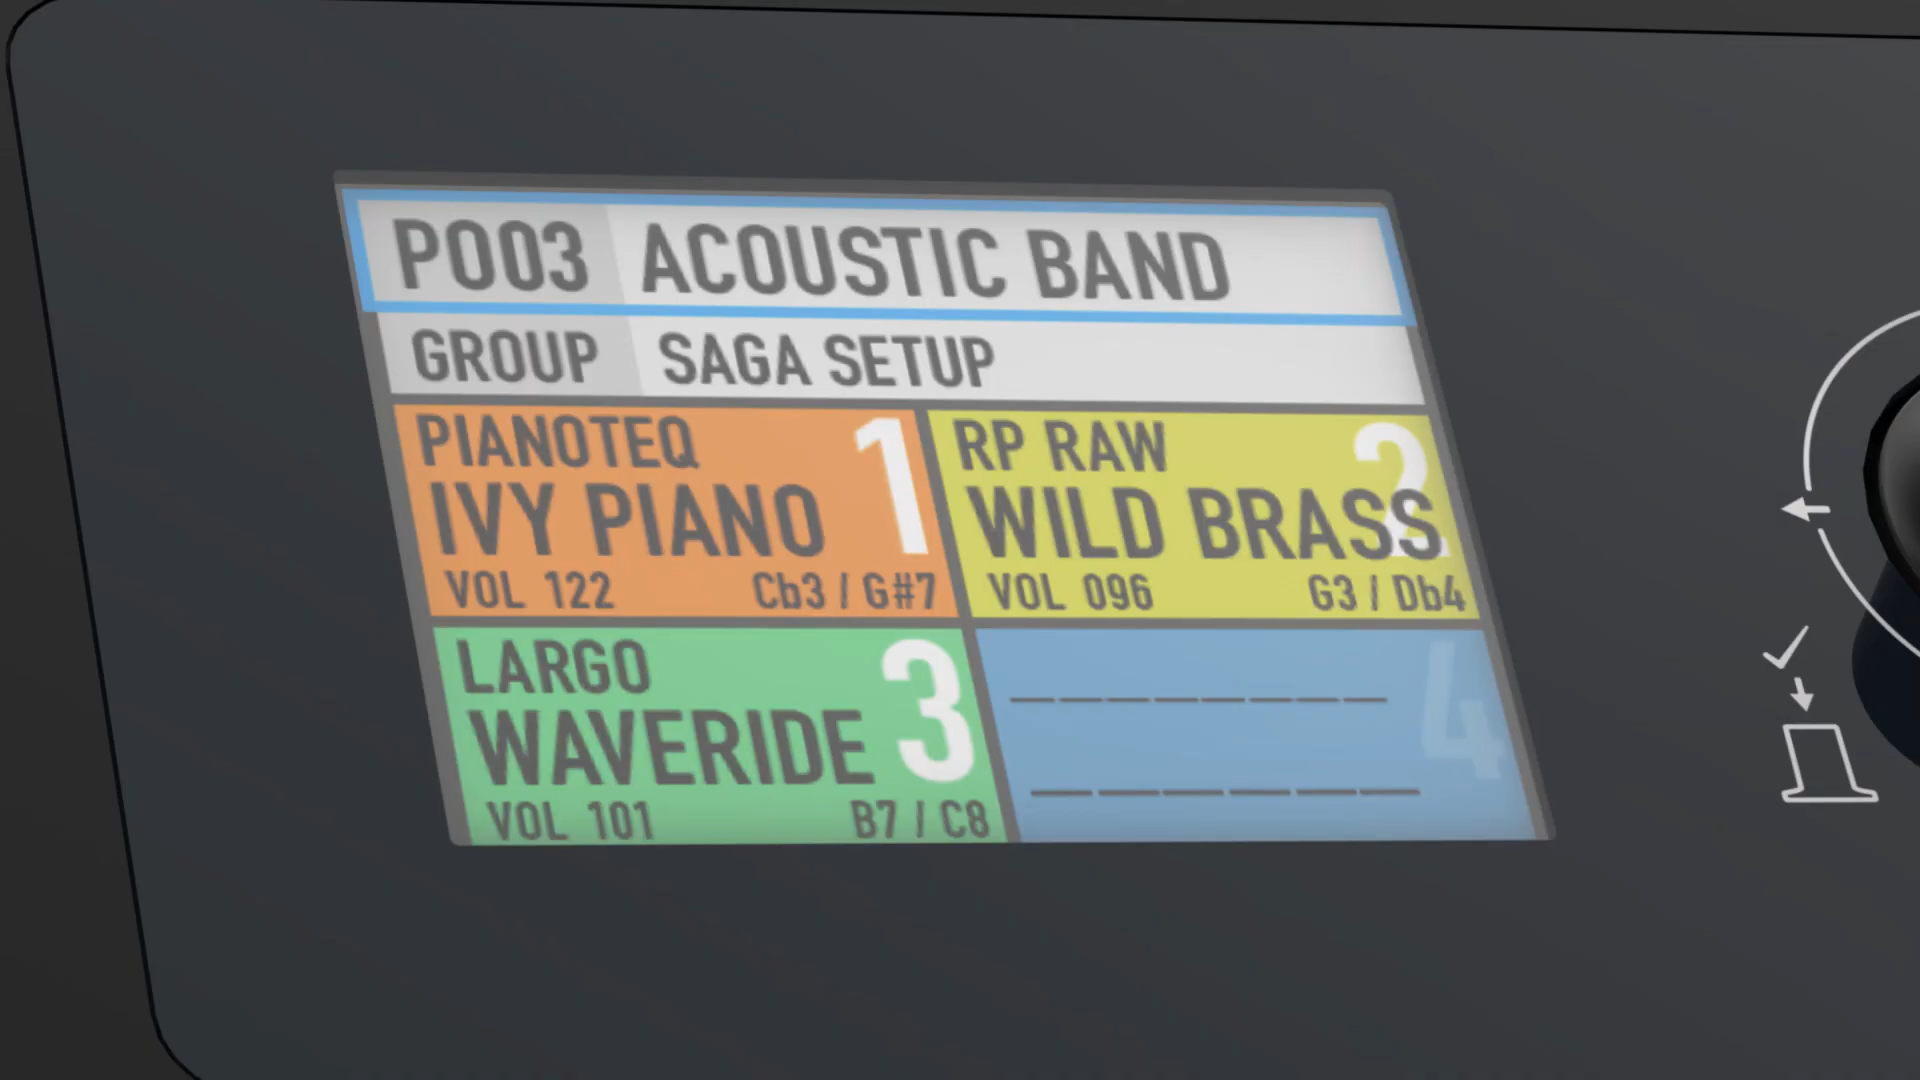 P003 ACOUSTIC BAND
GROUP SAGA SETUP
PIANOTEQ 1
IVY PIANO
VOL 122 Cb3 / G#7
RP RAW 2
WILD BRASS
VOL 096 G3 / Db4
LARGO 3
WAVERIDE
VOL 101 B7 / C8
4